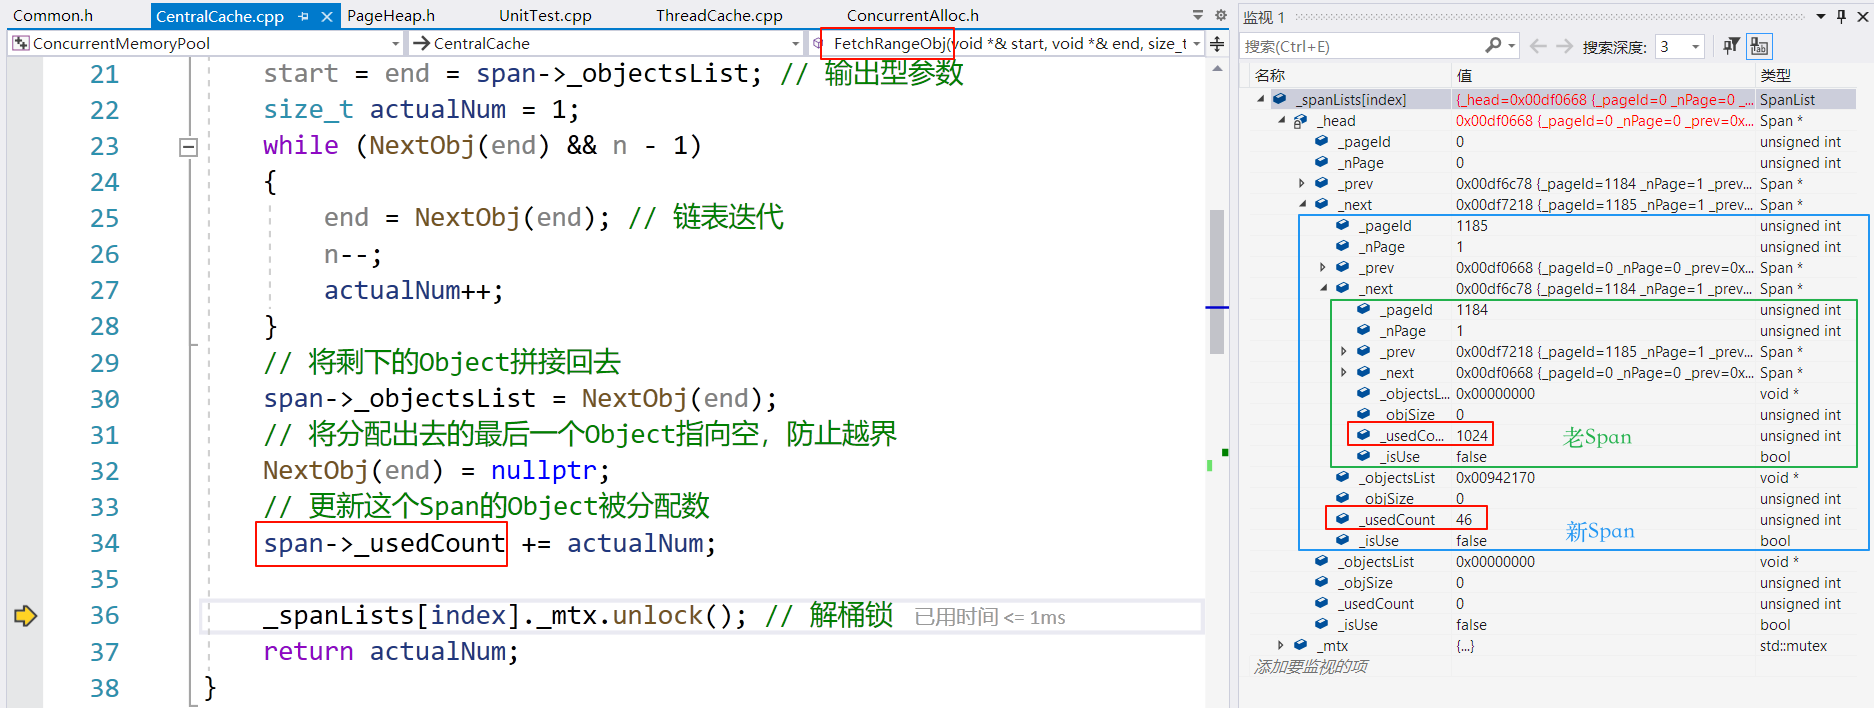 Common.h CentralCache.cpp PageHeap.h UnitTest.cpp ThreadCache.cpp ConcurrentAlloc.h
ConcurrentMemoryPool CentralCache FetchRangeObj(void *& start, void *& end, size_t
21 start = end = span->_objectsList; // 输出型参数
22 size_t actualNum = 1;
23 while (NextObj(end) && n - 1)
24 {
25 end = NextObj(end); // 链表迭代
26 n--;
27 actualNum++;
28 }
29 // 将剩下的Object拼接回去
30 span->_objectsList = NextObj(end);
31 // 将分配出去的最后一个Object指向空，防止越界
32 NextObj(end) = nullptr;
33 // 更新这个Span的Object被分配数
34 span->_usedCount += actualNum;
35
36 _spanLists[index]._mtx.unlock(); // 解桶锁 已用时间 <= 1ms
37 return actualNum;
38 }
监视 1
搜索(Ctrl+E) 搜索深度: 3
名称 值 类型
_spanLists[index] {_head=0x00df0668 {_pageId=0 _nPage=0 _... SpanList
_head 0x00df0668 {_pageId=0 _nPage=0 _prev=0x... Span *
_pageId 0 unsigned int
_nPage 0 unsigned int
_prev 0x00df6c78 {_pageId=1184 _nPage=1 _prev... Span *
_next 0x00df7218 {_pageId=1185 _nPage=1 _prev... Span *
_pageId 1185 unsigned int
_nPage 1 unsigned int
_prev 0x00df0668 {_pageId=0 _nPage=0 _prev=0x... Span *
_next 0x00df6c78 {_pageId=1184 _nPage=1 _prev... Span *
_pageId 1184 unsigned int
_nPage 1 unsigned int
_prev 0x00df7218 {_pageId=1185 _nPage=1 _prev... Span *
_next 0x00df0668 {_pageId=0 _nPage=0 _prev=0x... Span *
_objectsL... 0x00000000 void *
_objSize 0 unsigned int
_usedCo... 1024 老Span unsigned int
_isUse false bool
_objectsList 0x00942170 void *
_objSize 0 unsigned int
_usedCount 46 新Span unsigned int
_isUse false bool
_objectsList 0x00000000 void *
_objSize 0 unsigned int
_usedCount 0 unsigned int
_isUse false bool
_mtx {...} std::mutex
添加要监视的项